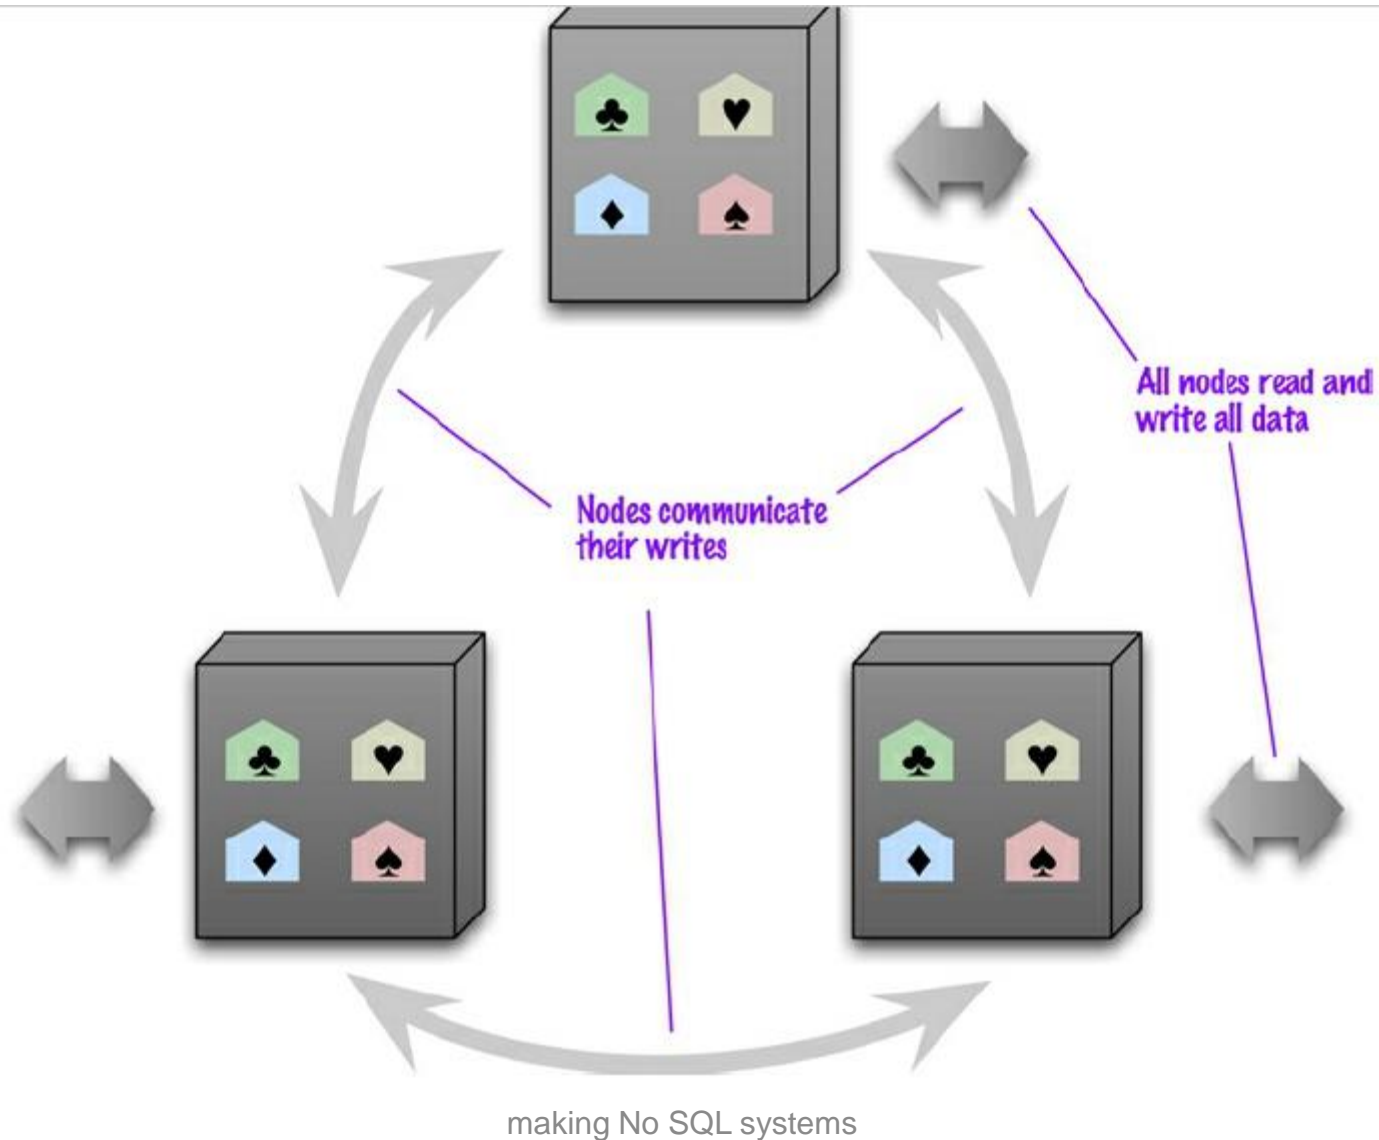 All nodes read and
write all data
Nodes communicate
their writes
making No SQL systems